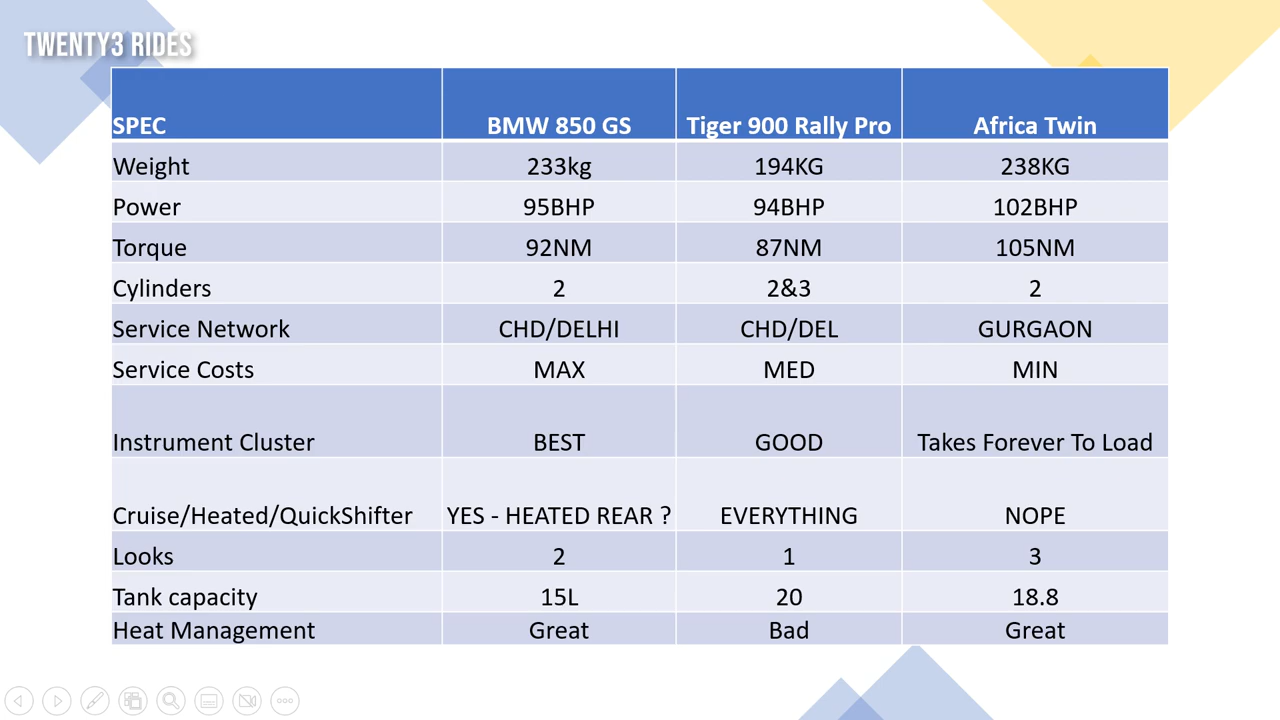 TWENTY3 RIDES
SPEC BMW 850 GS Tiger 900 Rally Pro Africa Twin
Weight 233kg 194KG 238KG
Power 95BHP 94BHP 102BHP
Torque 92NM 87NM 105NM
Cylinders 2 2&3 2
Service Network CHD/DELHI CHD/DEL GURGAON
Service Costs MAX MED MIN
Instrument Cluster BEST GOOD Takes Forever To Load
Cruise/Heated/QuickShifter YES - HEATED REAR ? EVERYTHING NOPE
Looks 2 1 3
Tank capacity 15L 20 18.8
Heat Management Great Bad Great